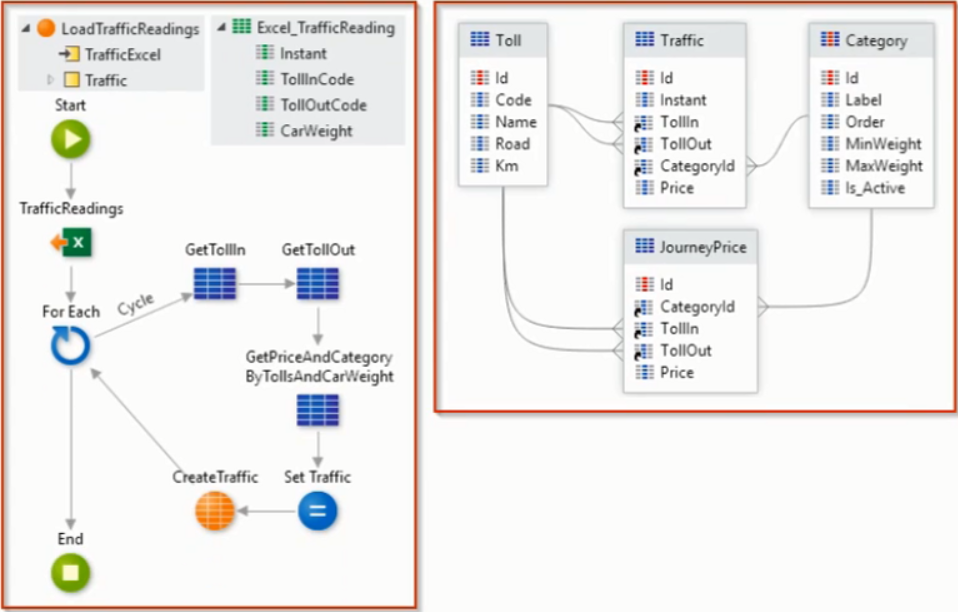 LoadTrafficReadings
TrafficExcel
Traffic
Excel_TrafficReading
Instant
TollInCode
TollOutCode
CarWeight
Start
TrafficReadings
X
For Each
Cycle
GetTollIn
GetTollOut
GetPriceAndCategory
ByTollsAndCarWeight
Set Traffic
CreateTraffic
End
Toll
Id
Code
Name
Road
Km
Traffic
Id
Instant
TollIn
TollOut
CategoryId
Price
Category
Id
Label
Order
MinWeight
MaxWeight
Is_Active
JourneyPrice
Id
CategoryId
TollIn
TollOut
Price